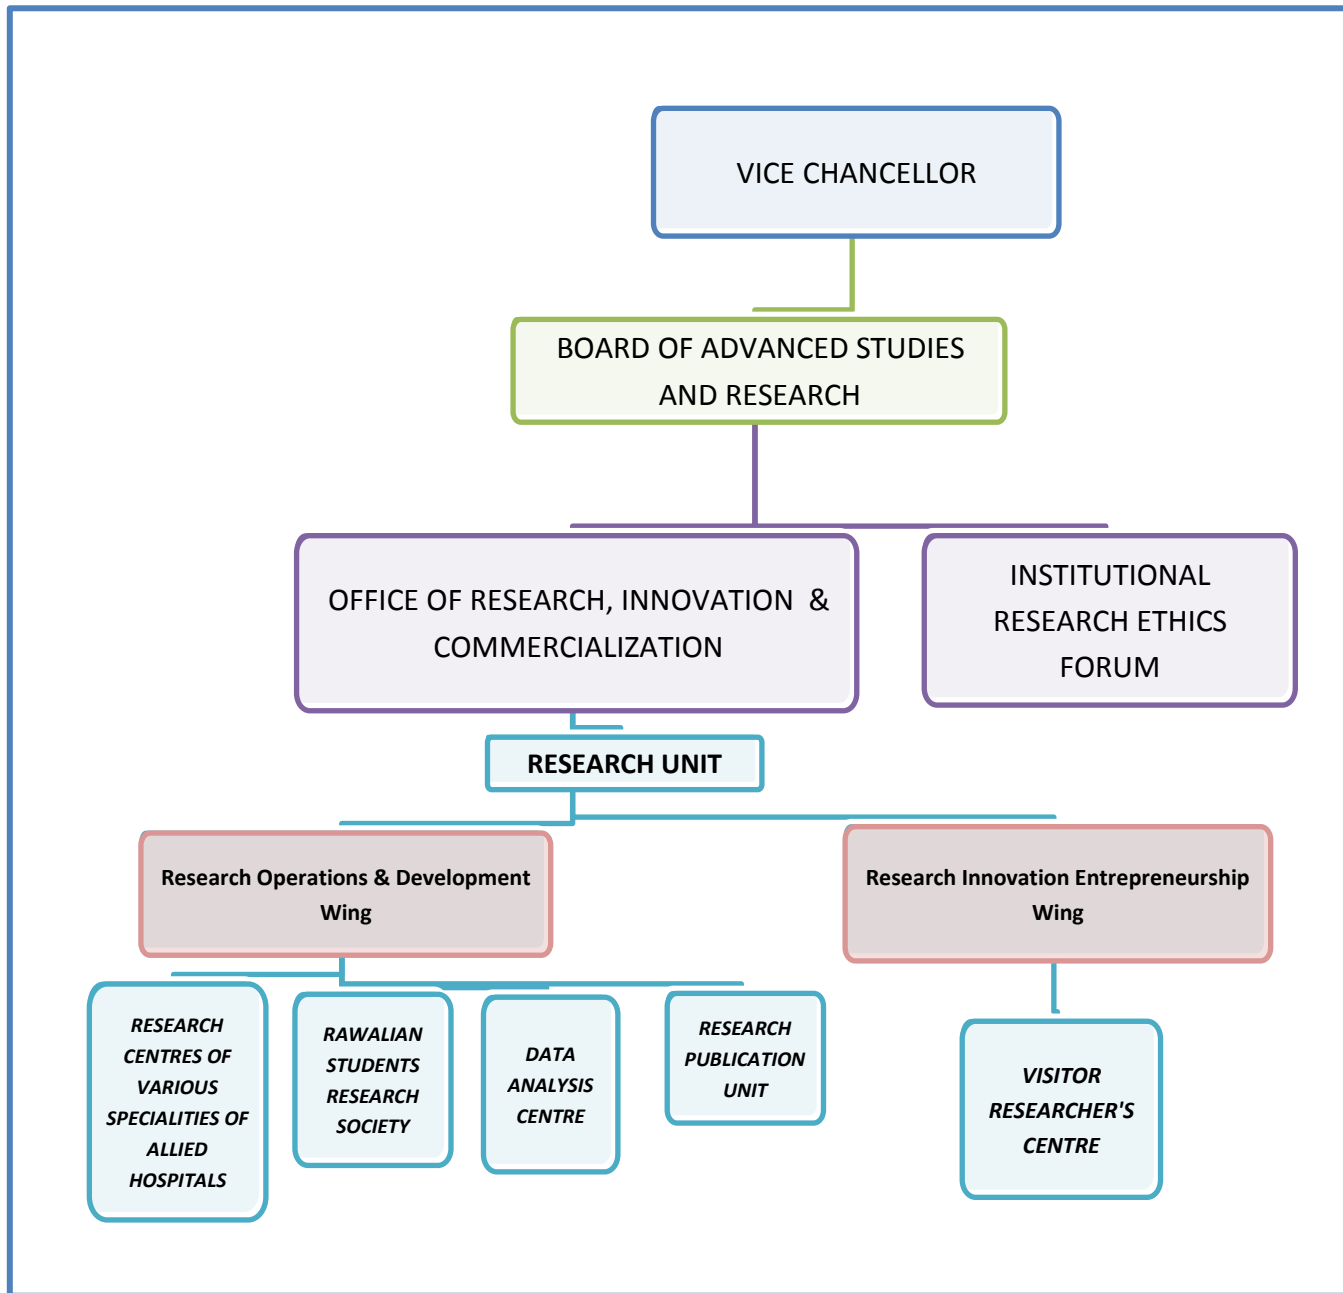 VICE CHANCELLOR
BOARD OF ADVANCED STUDIES
AND RESEARCH
OFFICE OF RESEARCH, INNOVATION &
COMMERCIALIZATION
INSTITUTIONAL
RESEARCH ETHICS
FORUM
RESEARCH UNIT
Research Operations & Development
Wing
Research Innovation Entrepreneurship
Wing
RESEARCH
CENTRES OF
VARIOUS
SPECIALITIES OF
ALLIED
HOSPITALS
RAWALIAN
STUDENTS
RESEARCH
SOCIETY
DATA
ANALYSIS
CENTRE
RESEARCH
PUBLICATION
UNIT
VISITOR
RESEARCHER'S
CENTRE